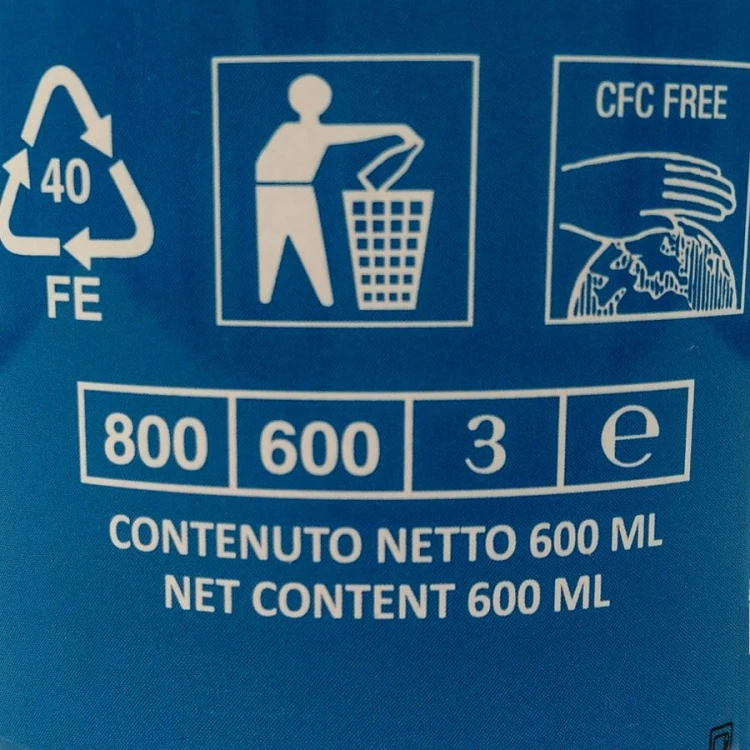 CFC FREE
40
FE
800 600 3 e
CONTENUTO NETTO 600 ML
NET CONTENT 600 ML